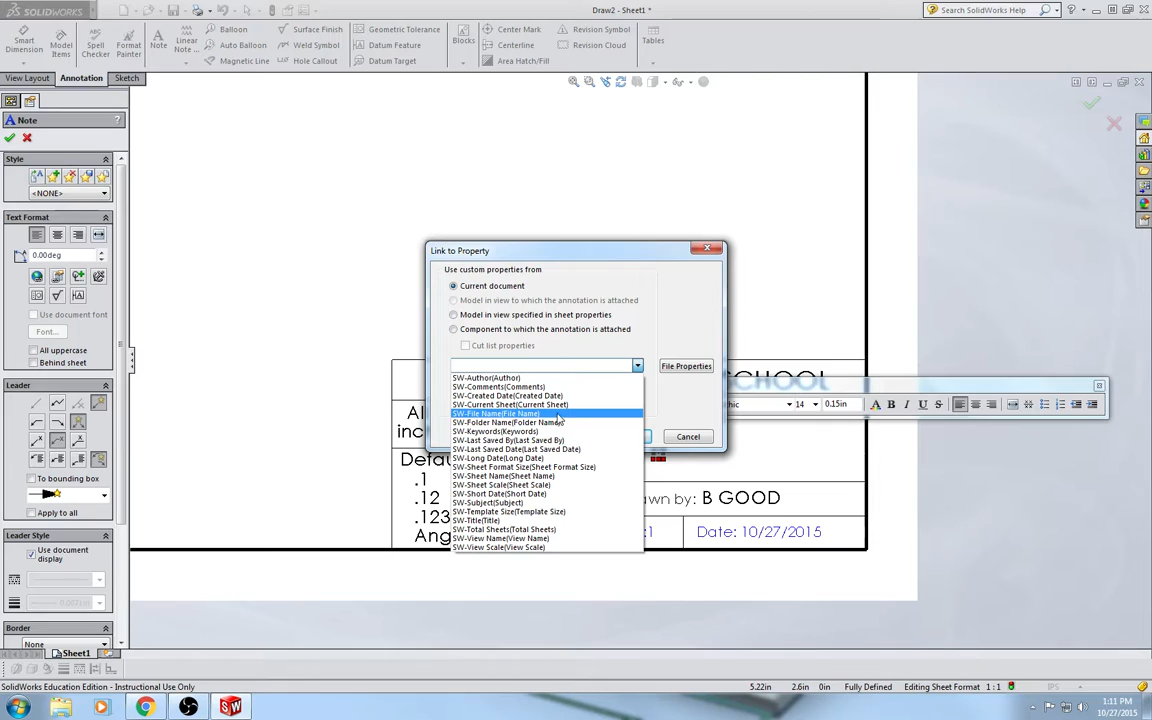 SOLIDWORKS
Draw2 - Sheet1 *
Search SolidWorks Help
Smart Dimension
Model Items
Spell Checker
Format Painter
Note
Linear Note ...
Balloon
Auto Balloon
Magnetic Line
Surface Finish
Weld Symbol
Hole Callout
Geometric Tolerance
Datum Feature
Datum Target
Blocks
Center Mark
Centerline
Area Hatch/Fill
Revision Symbol
Revision Cloud
Tables
View Layout
Annotation
Sketch
Note
?
Style
<NONE>
Text Format
0.00deg
Use document font
Font...
All uppercase
Behind sheet
Leader
To bounding box
Apply to all
Leader Style
Use document display
0.007in
Border
None
Link to Property
Use custom properties from
Current document
Model in view to which the annotation is attached
Model in view specified in sheet properties
Component to which the annotation is attached
Cut list properties
File Properties
Cancel
SW-Author(Author)
SW-Comments(Comments)
SW-Created Date(Created Date)
SW-Current Sheet(Current Sheet)
SW-File Name(File Name)
SW-Folder Name(Folder Name)
SW-Keywords(Keywords)
SW-Last Saved By(Last Saved By)
SW-Last Saved Date(Last Saved Date)
SW-Long Date(Long Date)
SW-Sheet Format Size(Sheet Format Size)
SW-Sheet Name(Sheet Name)
SW-Sheet Scale(Sheet Scale)
SW-Short Date(Short Date)
SW-Subject(Subject)
SW-Template Size(Template Size)
SW-Title(Title)
SW-Total Sheets(Total Sheets)
SW-View Name(View Name)
SW-View Scale(View Scale)
SCHOOL
14
0.15in
B I U S
Al
inc
Defau
.1
.12
.123
Ang
awn by: B GOOD
:1
Date: 10/27/2015
Sheet1
SolidWorks Education Edition - Instructional Use Only
5.22in
2.6in
0in
Fully Defined
Editing Sheet Format
1 : 1
IPS
1:11 PM
10/27/2015